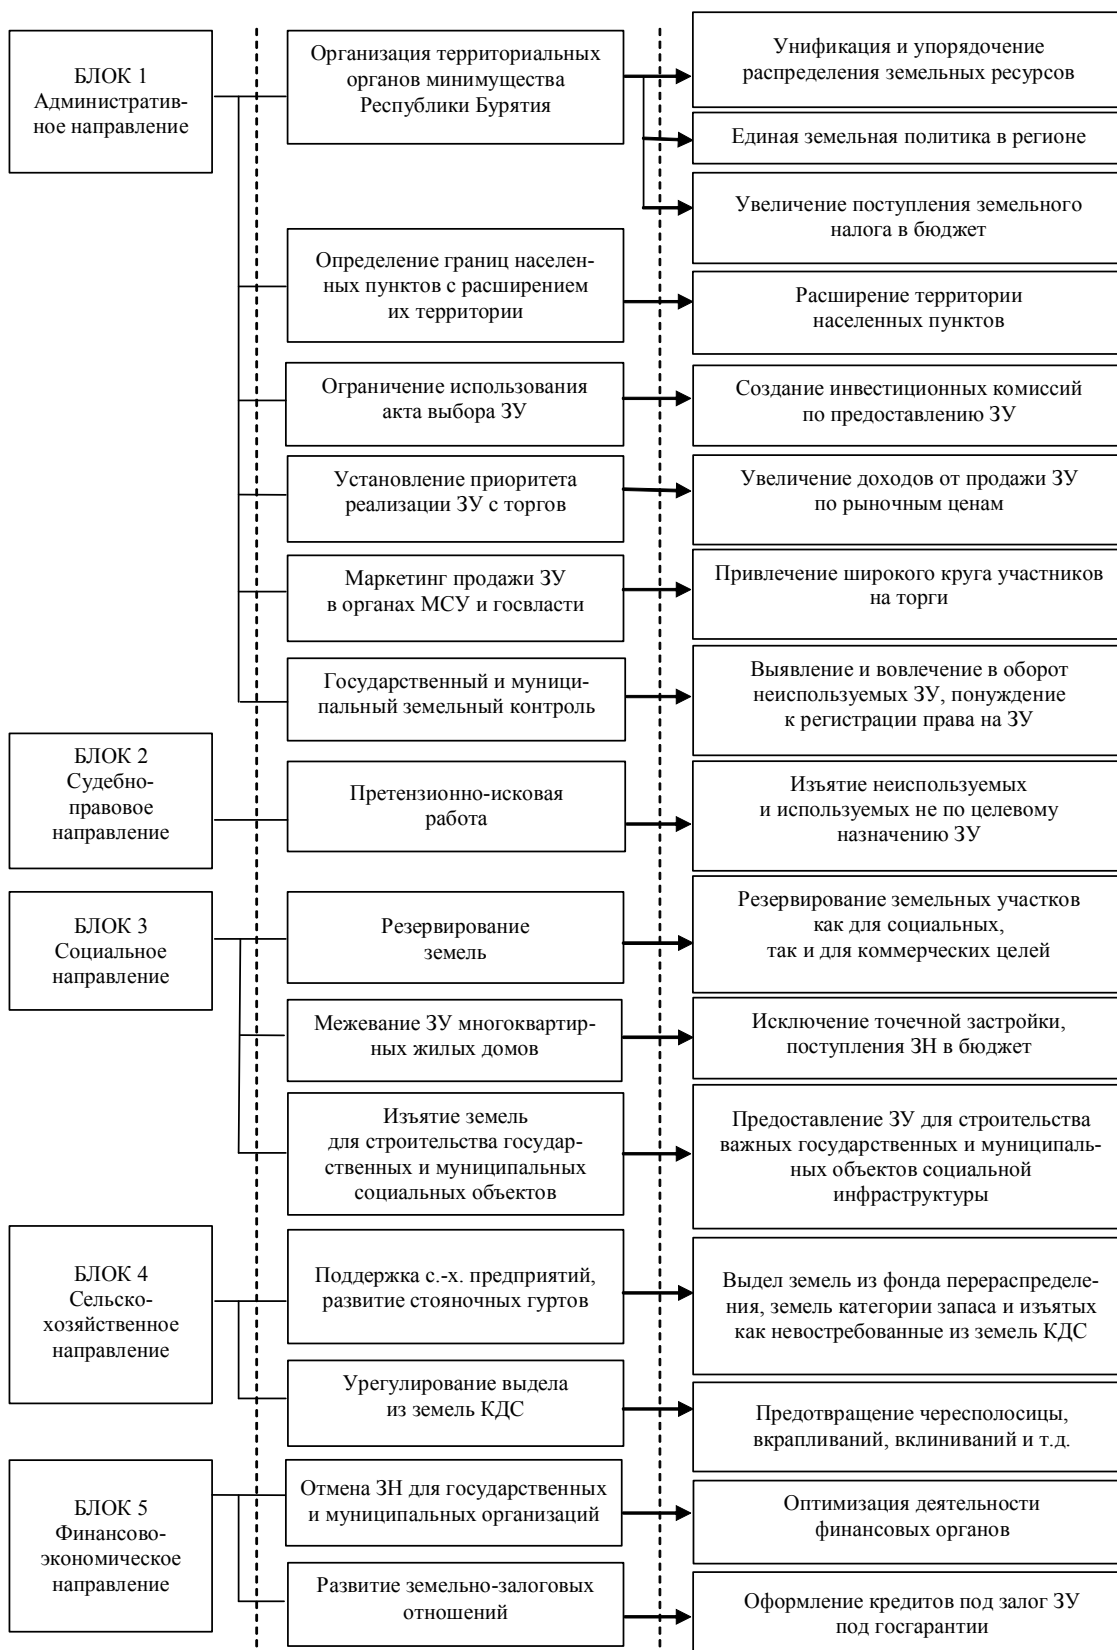 БЛОК 1
Административ-
ное направление
Организация территориальных
органов минимущества
Республики Бурятия
Унификация и упорядочение
распределения земельных ресурсов
Единая земельная политика в регионе
Увеличение поступления земельного
налога в бюджет
Определение границ населен-
ных пунктов с расширением
их территории
Расширение территории
населенных пунктов
Ограничение использования
акта выбора ЗУ
Создание инвестиционных комиссий
по предоставлению ЗУ
Установление приоритета
реализации ЗУ с торгов
Увеличение доходов от продажи ЗУ
по рыночным ценам
Маркетинг продажи ЗУ
в органах МСУ и госвласти
Привлечение широкого круга участников
на торги
Государственный и муници-
пальный земельный контроль
Выявление и вовлечение в оборот
неиспользуемых ЗУ, понуждение
к регистрации права на ЗУ
БЛОК 2
Судебно-
правовое
направление
Претензионно-исковая
работа
Изъятие неиспользуемых
и используемых не по целевому
назначению ЗУ
БЛОК 3
Социальное
направление
Резервирование
земель
Резервирование земельных участков
как для социальных,
так и для коммерческих целей
Межевание ЗУ многоквартир-
ных жилых домов
Исключение точечной застройки,
поступления ЗН в бюджет
Изъятие земель
для строительства государ-
ственных и муниципальных
социальных объектов
Предоставление ЗУ для строительства
важных государственных и муниципаль-
ных объектов социальной
инфраструктуры
БЛОК 4
Сельско-
хозяйственное
направление
Поддержка с.-х. предприятий,
развитие стояночных гуртов
Выдел земель из фонда перераспределе-
ния, земель категории запаса и изъятых
как невостребованные из земель КДС
Урегулирование выдела
из земель КДС
Предотвращение чересполосицы,
вкрапливаний, вклиниваний и т.д.
БЛОК 5
Финансово-
экономическое
направление
Отмена ЗН для государственных
и муниципальных организаций
Оптимизация деятельности
финансовых органов
Развитие земельно-залоговых
отношений
Оформление кредитов под залог ЗУ
под госгарантии